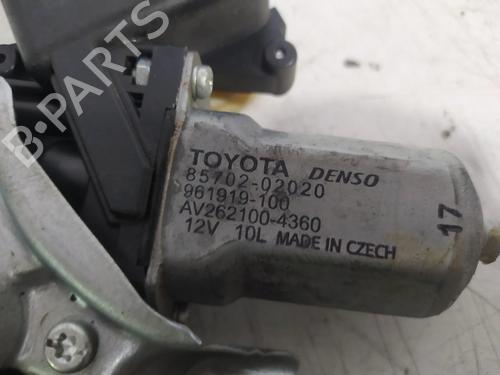 B-PARTS
TOYOTA DENSO
85702-02020
961919-100
AV262100-4360
12V 10L MADE IN CZECH
17